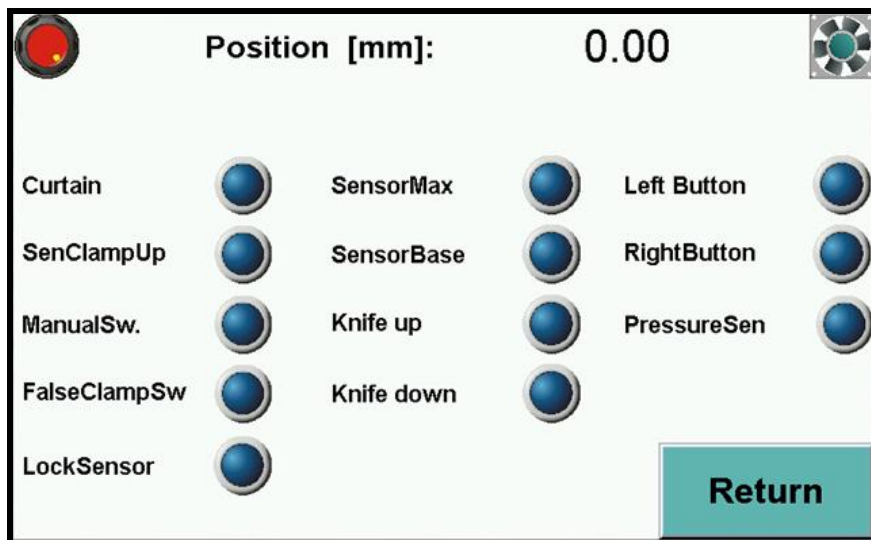 Position [mm]: 0.00
Curtain SensorMax Left Button
SenClampUp SensorBase RightButton
ManualSw. Knife up PressureSen
FalseClampSw Knife down
LockSensor
Return